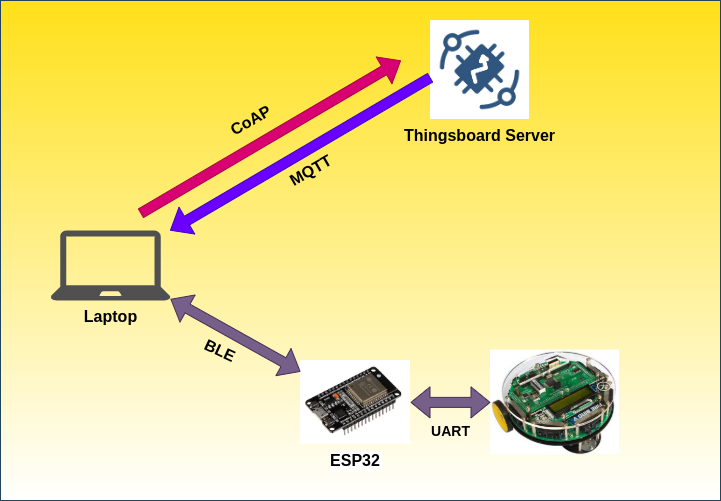 CoAP
Thingsboard Server
MQTT
Laptop
BLE
UART
ESP32